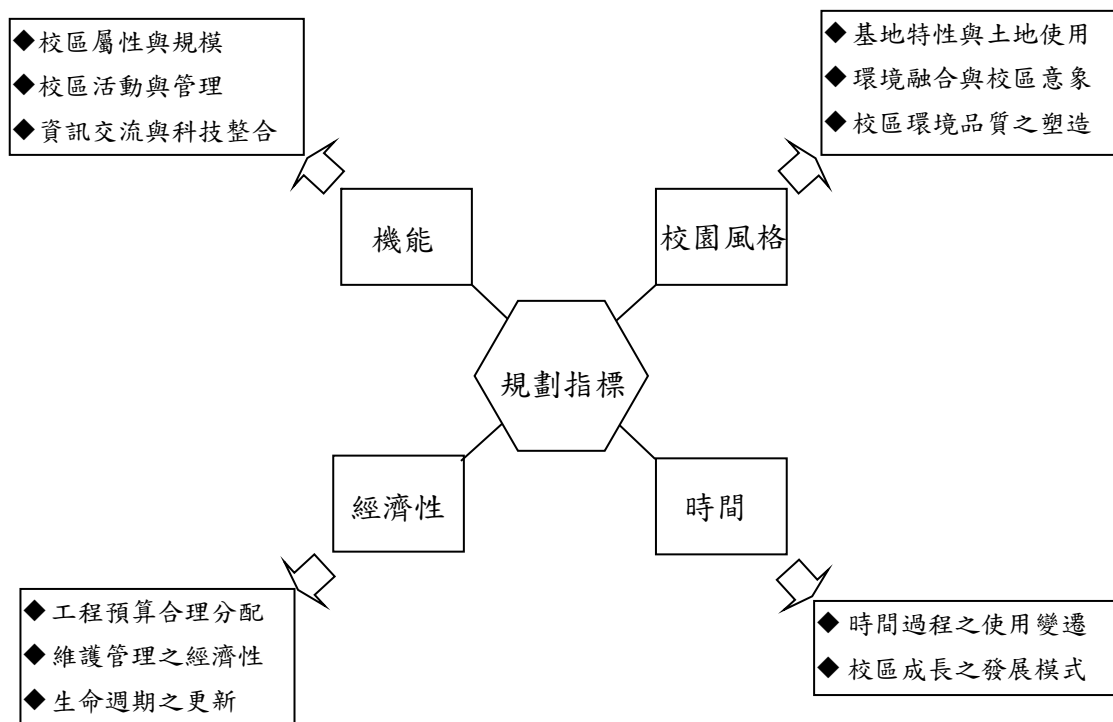 ◆校區屬性與規模
◆校區活動與管理
◆資訊交流與科技整合
◆基地特性與土地使用
◆環境融合與校區意象
◆校區環境品質之塑造
機能
校園風格
規劃指標
經濟性
時間
◆工程預算合理分配
◆維護管理之經濟性
◆生命週期之更新
◆時間過程之使用變遷
◆校區成長之發展模式